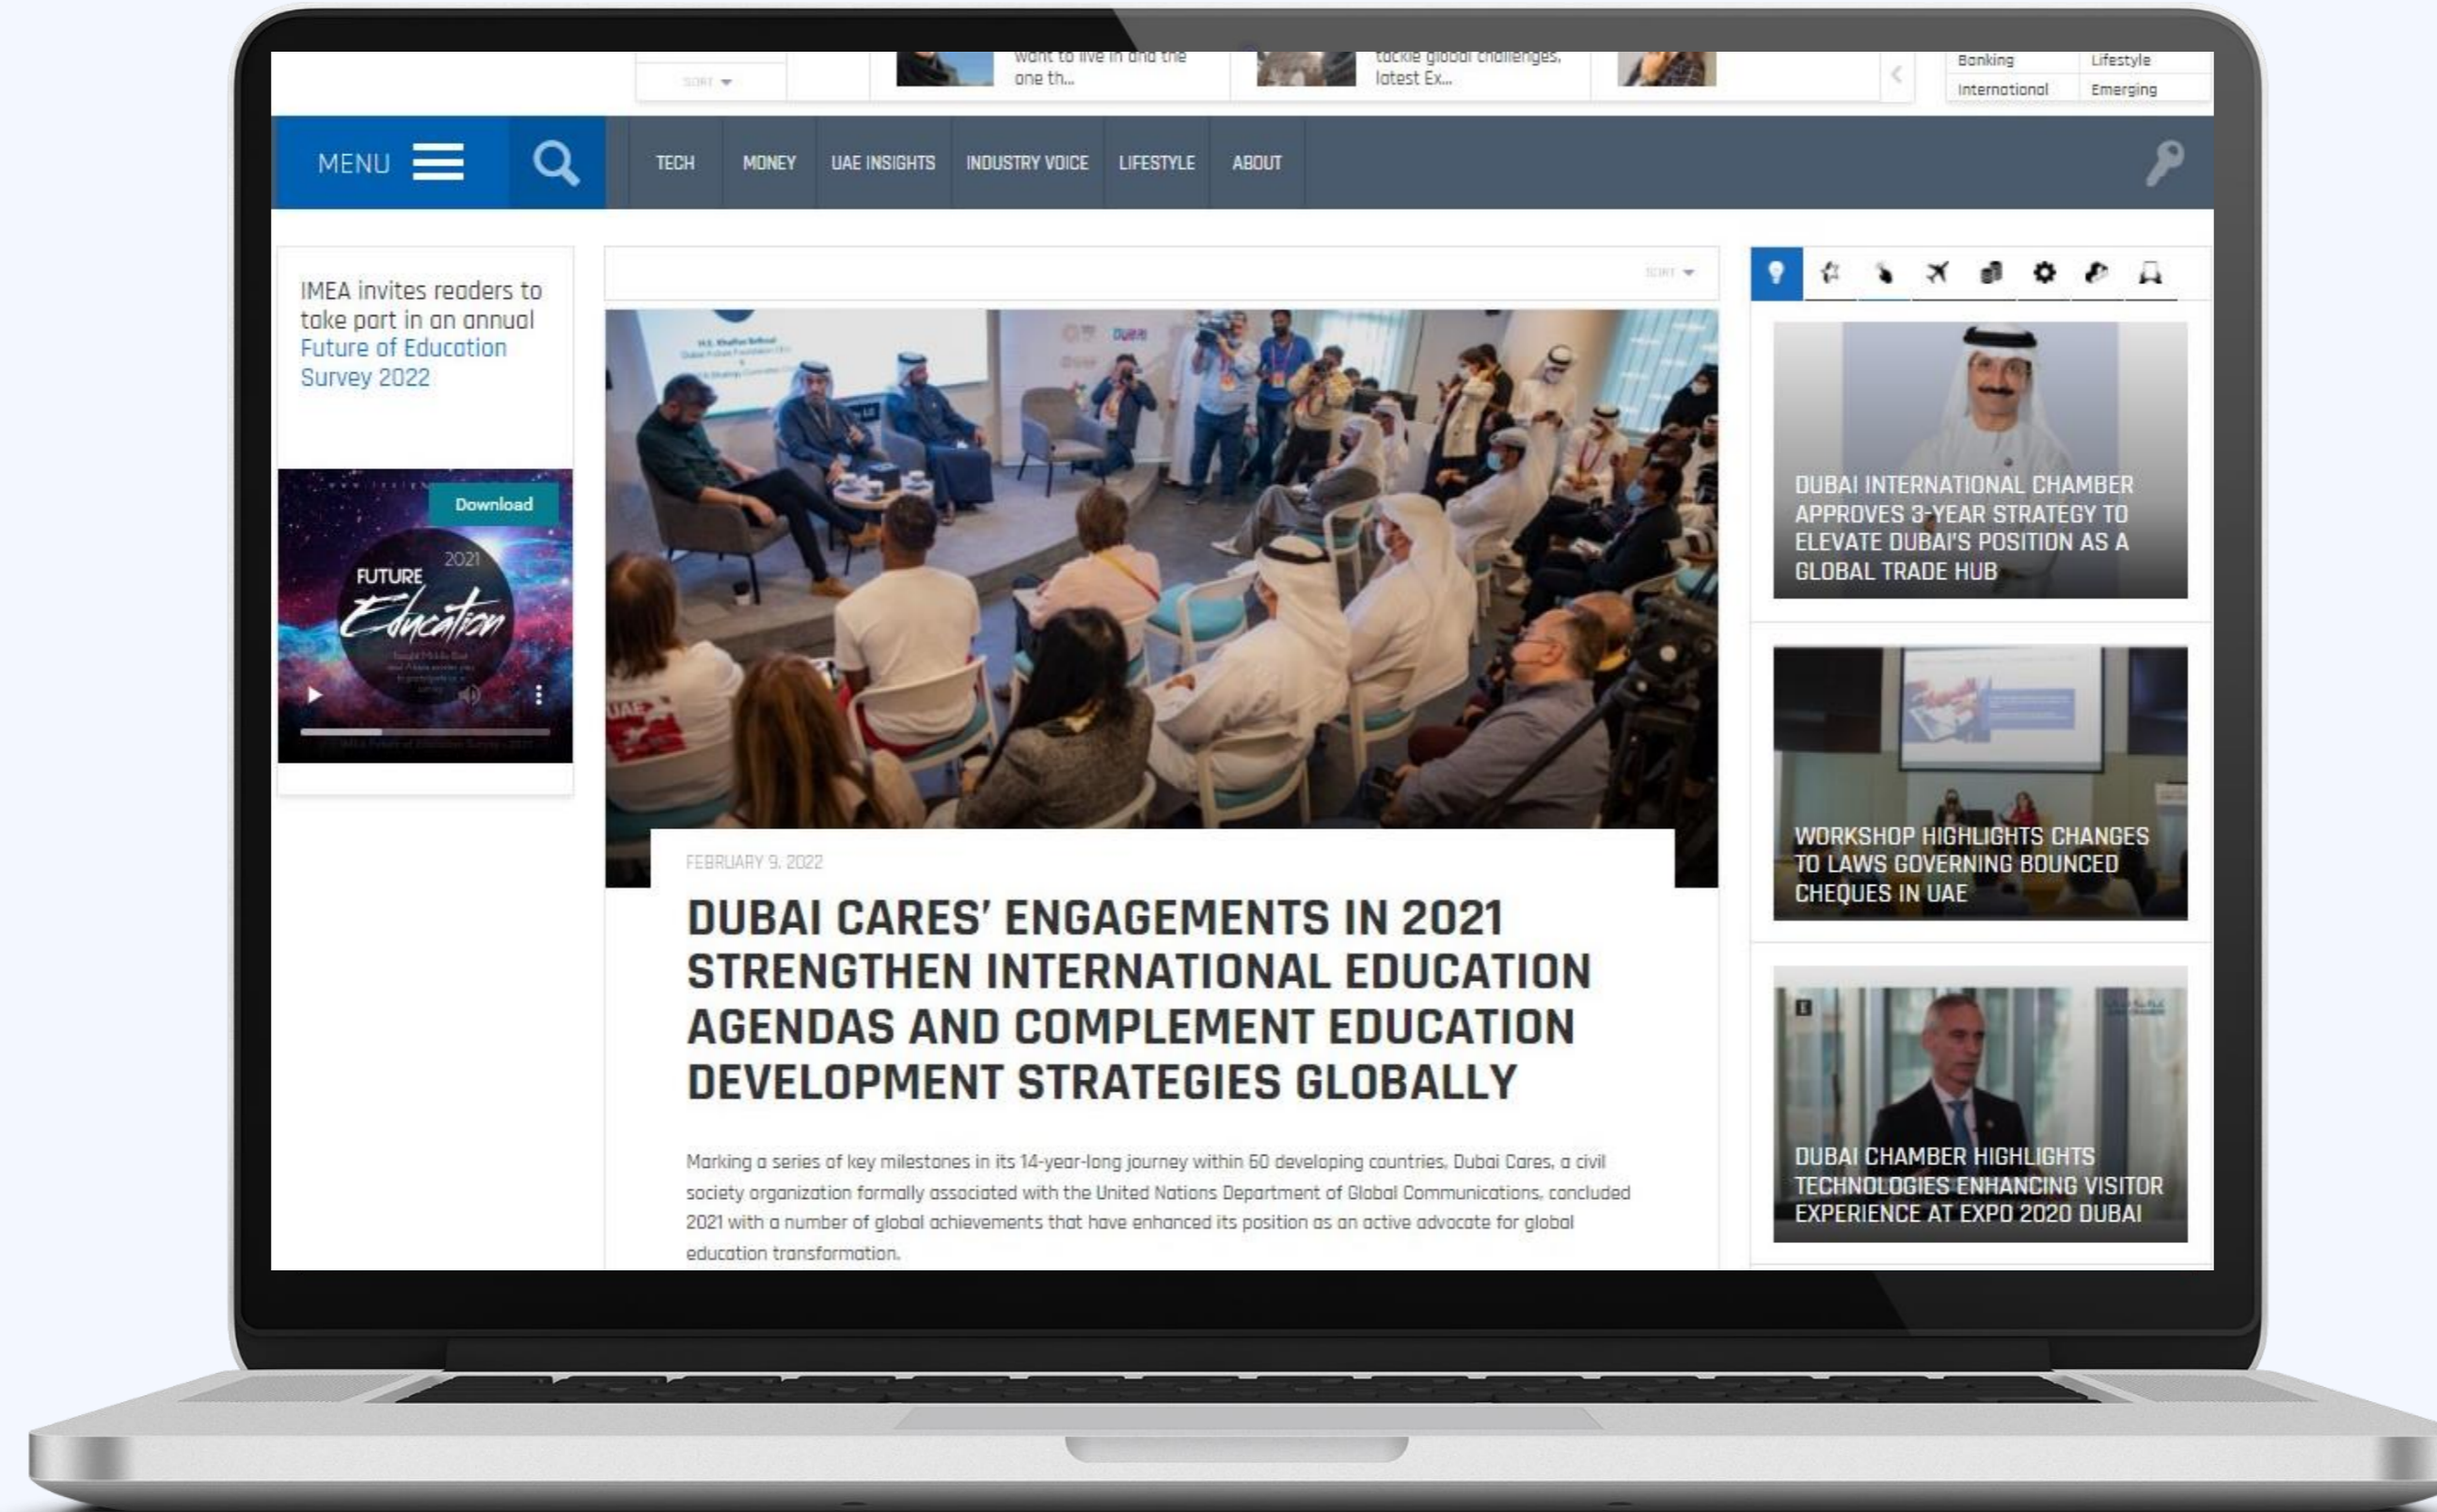 want to live in and the
one th...
tackle global challenges,
latest Ex...
SORT
Banking
Lifestyle
International
Emerging
MENU
TECH
MONEY
UAE INSIGHTS
INDUSTRY VOICE
LIFESTYLE
ABOUT
IMEA invites readers to
take part in an annual
Future of Education
Survey 2022
Download
2021
FUTURE
Education
SORT
H.E. Khalfan Belhoul
DUBAI
UAE
FEBRUARY 9, 2022
DUBAI CARES' ENGAGEMENTS IN 2021
STRENGTHEN INTERNATIONAL EDUCATION
AGENDAS AND COMPLEMENT EDUCATION
DEVELOPMENT STRATEGIES GLOBALLY
Marking a series of key milestones in its 14-year-long journey within 60 developing countries, Dubai Cares, a civil
society organization formally associated with the United Nations Department of Global Communications, concluded
2021 with a number of global achievements that have enhanced its position as an active advocate for global
education transformation.
DUBAI INTERNATIONAL CHAMBER
APPROVES 3-YEAR STRATEGY TO
ELEVATE DUBAI'S POSITION AS A
GLOBAL TRADE HUB
WORKSHOP HIGHLIGHTS CHANGES
TO LAWS GOVERNING BOUNCED
CHEQUES IN UAE
E
DUBAI CHAMBER HIGHLIGHTS
TECHNOLOGIES ENHANCING VISITOR
EXPERIENCE AT EXPO 2020 DUBAI